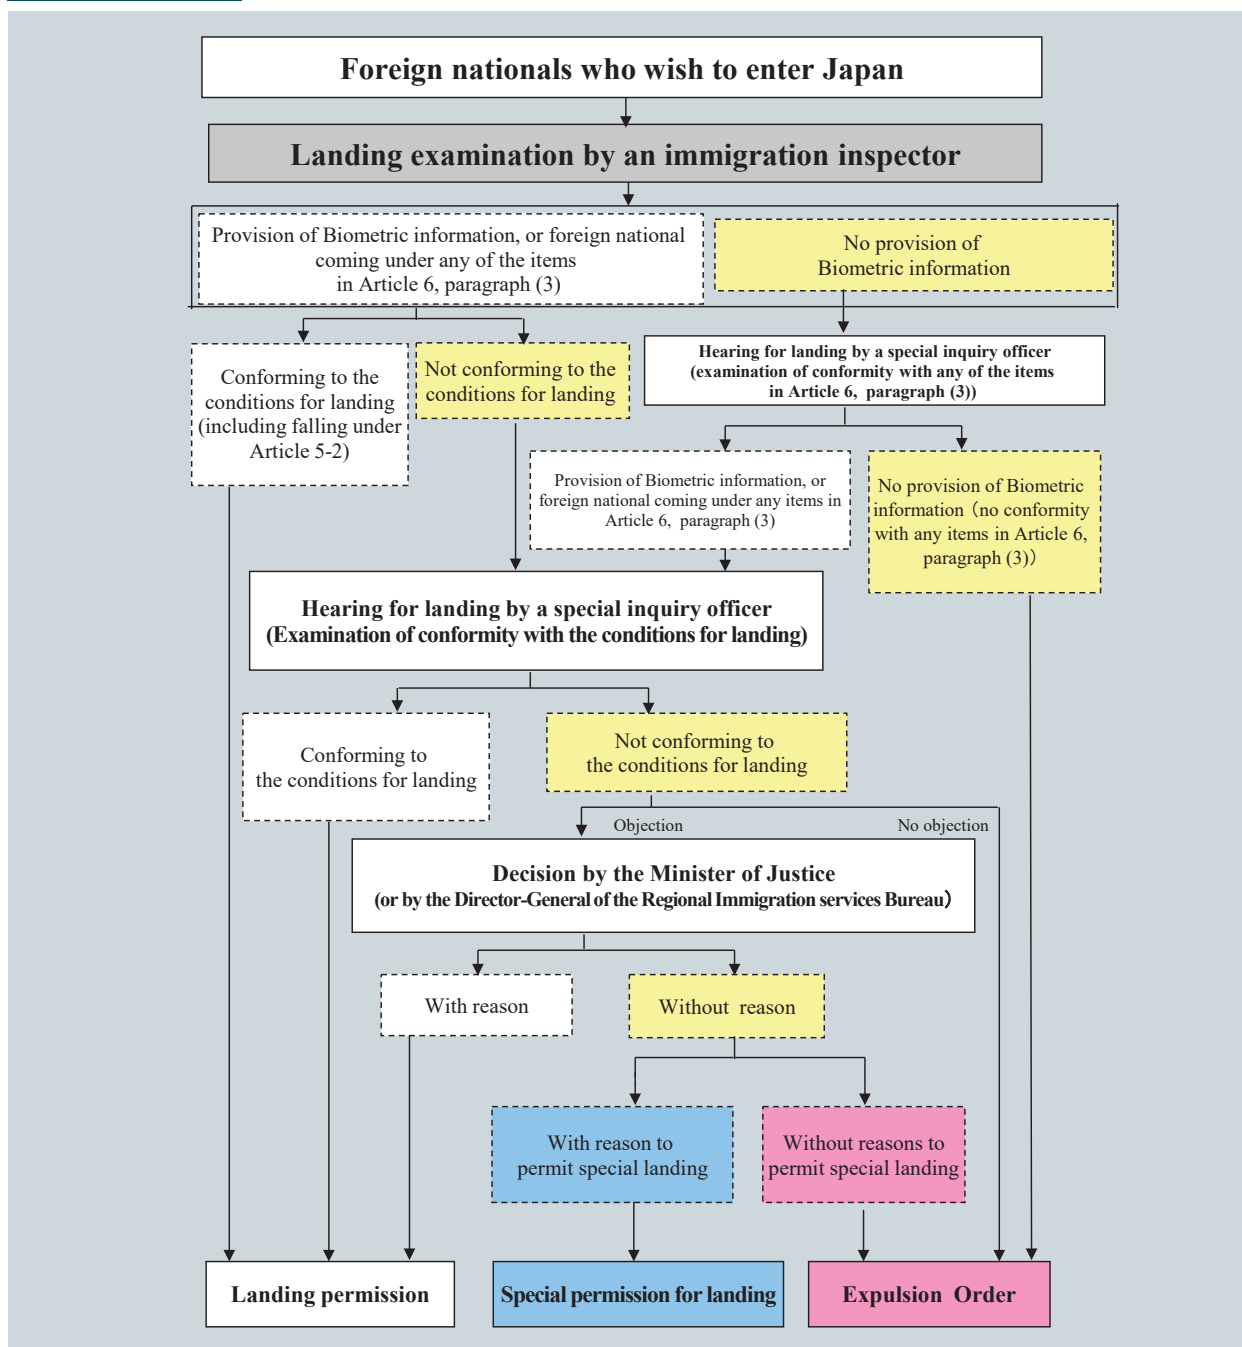 Foreign nationals who wish to enter Japan
Landing examination by an immigration inspector
Provision of Biometric information, or foreign national
coming under any of the items
in Article 6, paragraph (3)
No provision of
Biometric information
Conforming to the
conditions for landing
(including falling under
Article 5-2)
Not conforming to the
conditions for landing
Hearing for landing by a special inquiry officer
(examination of conformity with any of the items
in Article 6, paragraph (3))
Provision of Biometric information, or
foreign national coming under any items in
Article 6, paragraph (3)
No provision of Biometric
information（no conformity
with any items in Article 6,
paragraph (3)）
Hearing for landing by a special inquiry officer
(Examination of conformity with the conditions for landing)
Conforming to
the conditions for landing
Not conforming to
the conditions for landing
Objection
No objection
Decision by the Minister of Justice
(or by the Director-General of the Regional Immigration services Bureau）
With reason
Without reason
With reason to
permit special landing
Without reasons to
permit special landing
Landing permission
Special permission for landing
Expulsion Order